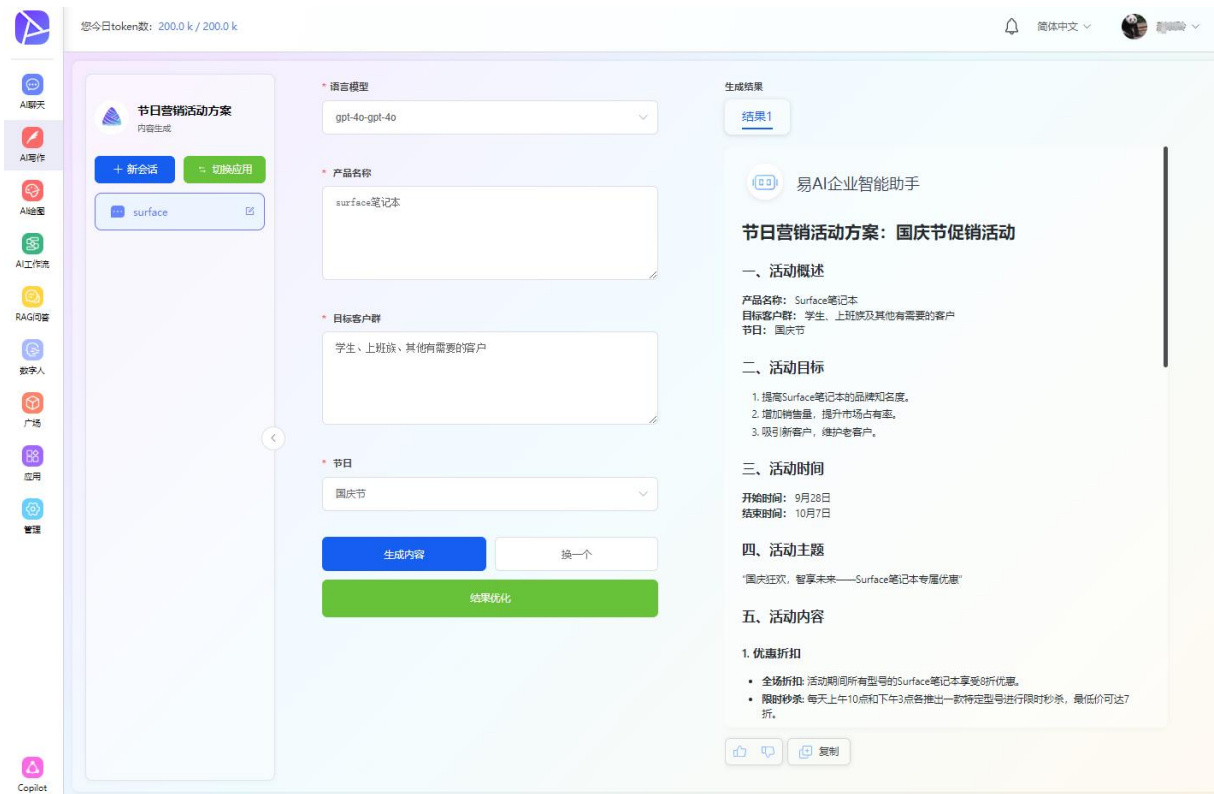 您今日token数: 200.0 k / 200.0 k
简体中文
AI聊天
AI写作
AI绘图
AI工作流
RAG问答
数字人
广场
应用
管理
Copilot
节日营销活动方案
内容生成
+ 新会话
切换应用
surface
* 语言模型
gpt-4o-gpt-4o
* 产品名称
surface笔记本
* 目标客户群
学生、上班族、其他有需要的客户
* 节日
国庆节
生成内容
换一个
结果优化
生成结果
结果1
易AI企业智能助手
节日营销活动方案：国庆节促销活动
一、活动概述
产品名称： Surface笔记本
目标客户群： 学生、上班族及其他有需要的客户
节日： 国庆节
二、活动目标
1. 提高Surface笔记本的品牌知名度。
2. 增加销售量，提升市场占有率。
3. 吸引新客户，维护老客户。
三、活动时间
开始时间： 9月28日
结束时间： 10月7日
四、活动主题
“国庆狂欢，智享未来——Surface笔记本专属优惠”
五、活动内容
1. 优惠折扣
• 全场折扣: 活动期间所有型号的Surface笔记本享受8折优惠。
• 限时秒杀: 每天上午10点和下午3点各推出一款特定型号进行限时秒杀，最低价可达7
折。
复制